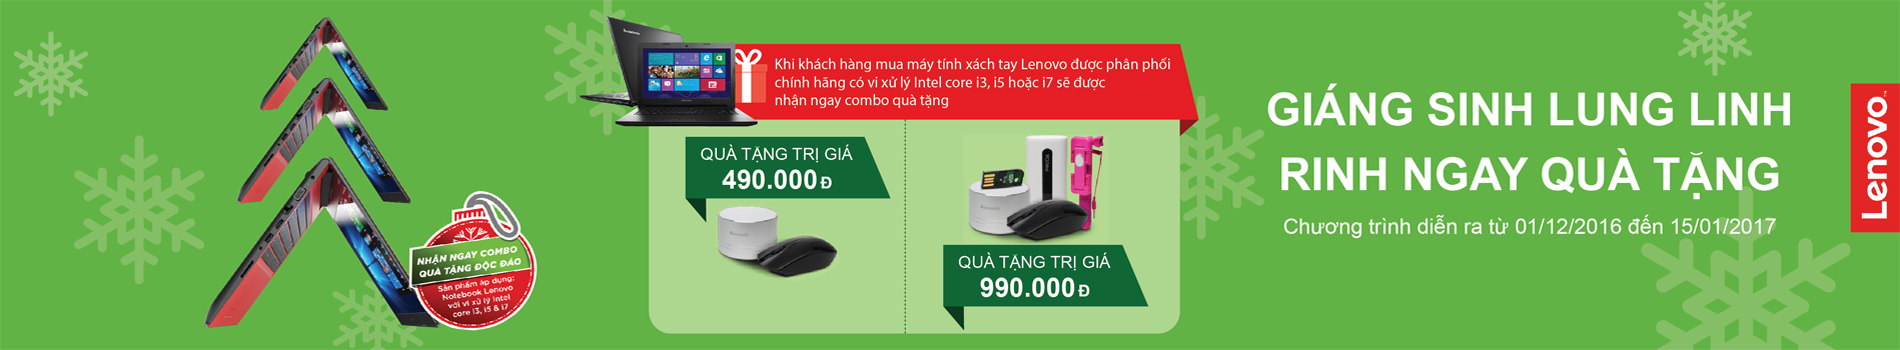 NHẬN NGAY COMBO
QUÀ TẶNG ĐỘC ĐÁO
Sản phẩm áp dụng:
Notebook Lenovo
với vi xử lý Intel
core i3, i5 & i7
Khi khách hàng mua máy tính xách tay Lenovo được phân phối
chính hãng có vi xử lý Intel core i3, i5 hoặc i7 sẽ được
nhận ngay combo quà tặng
QUÀ TẶNG TRỊ GIÁ
490.000 Đ
QUÀ TẶNG TRỊ GIÁ
990.000 Đ
GIÁNG SINH LUNG LINH
RINH NGAY QUÀ TẶNG
Chương trình diễn ra từ 01/12/2016 đến 15/01/2017
Lenovo™